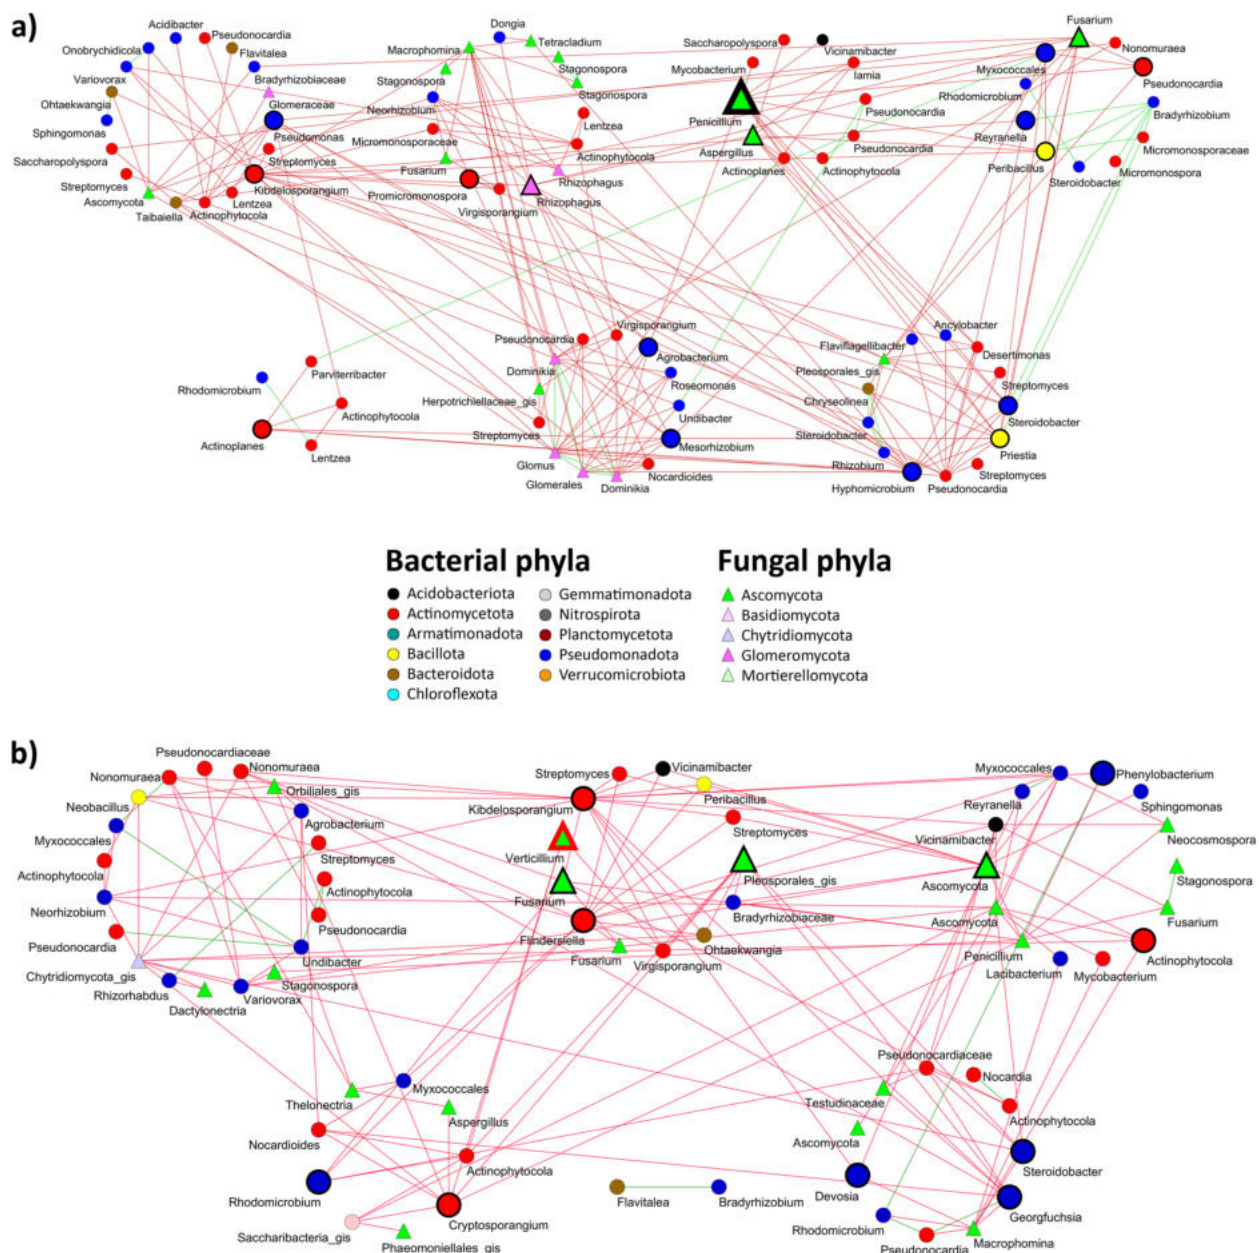 a)
Acidibacter
Pseudonocardia
Onobrychidicola
Flavitalea
Variovorax
Bradyrhizobiaceae
Ohtaekwangia
Glomeraceae
Sphingomonas
Pseudomonas
Saccharopolyspora
Streptomyces
Kibdelosporangium
Streptomyces
Ascomycota
Lentzea
Taibaiella
Actinophytocola
Dongia
Macrophomina
Tetracladium
Stagonospora
Stagonospora
Neorhizobium
Stagonospora
Lentzea
Micromonosporaceae
Actinophytocola
Fusarium
Rhizophagus
Promicromonospora
Virgisporangium
Rhizophagus
Saccharopolyspora
Vicinamibacter
Mycobacterium
Iamia
Penicillium
Pseudonocardia
Aspergillus
Pseudonocardia
Actinoplanes
Actinophytocola
Fusarium
Nonomuraea
Myxococcales
Pseudonocardia
Rhodomicrobium
Bradyrhizobium
Reyranella
Peribacillus
Micromonosporaceae
Steroidobacter
Micromonospora
Parviterribacter
Rhodomicrobium
Actinophytocola
Actinoplanes
Lentzea
Virgisporangium
Pseudonocardia
Agrobacterium
Dominikia
Roseomonas
Herpotrichiellaceae_gis
Undibacter
Streptomyces
Mesorhizobium
Glomus
Nocardioides
Glomerales
Dominikia
Ancylobacter
Flaviflagellibacter
Desertimonas
Pleosporales_gis
Streptomyces
Chryseolinea
Steroidobacter
Steroidobacter
Priestia
Rhizobium
Streptomyces
Hyphomicrobium
Pseudonocardia
Bacterial phyla
Acidobacteriota
Actinomycetota
Armatimonadota
Bacillota
Bacteroidota
Chloroflexota
Gemmatimonadota
Nitrospirota
Planctomycetota
Pseudomonadota
Verrucomicrobiota
Fungal phyla
Ascomycota
Basidiomycota
Chytridiomycota
Glomeromycota
Mortierellomycota
b)
Pseudonocardiaceae
Nonomuraea
Nonomuraea
Orbiliales_gis
Neobacillus
Agrobacterium
Myxococcales
Streptomyces
Actinophytocola
Actinophytocola
Neorhizobium
Pseudonocardia
Pseudonocardia
Undibacter
Chytridiomycota_gis
Stagonospora
Rhizorhabdus
Variovorax
Dactylonectria
Streptomyces
Vicinamibacter
Kibdelosporangium
Peribacillus
Streptomyces
Verticillium
Pleosporales_gis
Fusarium
Bradyrhizobiaceae
Flindersiella
Ohtaekwangia
Fusarium
Virgisporangium
Myxococcales
Phenylobacterium
Reyranella
Sphingomonas
Vicinamibacter
Neocosmospora
Ascomycota
Stagonospora
Ascomycota
Fusarium
Penicillium
Actinophytocola
Lacibacterium
Mycobacterium
Myxococcales
Thelonectria
Aspergillus
Nocardioides
Actinophytocola
Rhodomicrobium
Cryptosporangium
Saccharibacteria_gis
Phaeomoniellales_gis
Flavitalea
Bradyrhizobium
Pseudonocardiaceae
Nocardia
Testudinaceae
Actinophytocola
Ascomycota
Steroidobacter
Devosia
Georgfuchsia
Rhodomicrobium
Macrophomina
Pseudonocardia